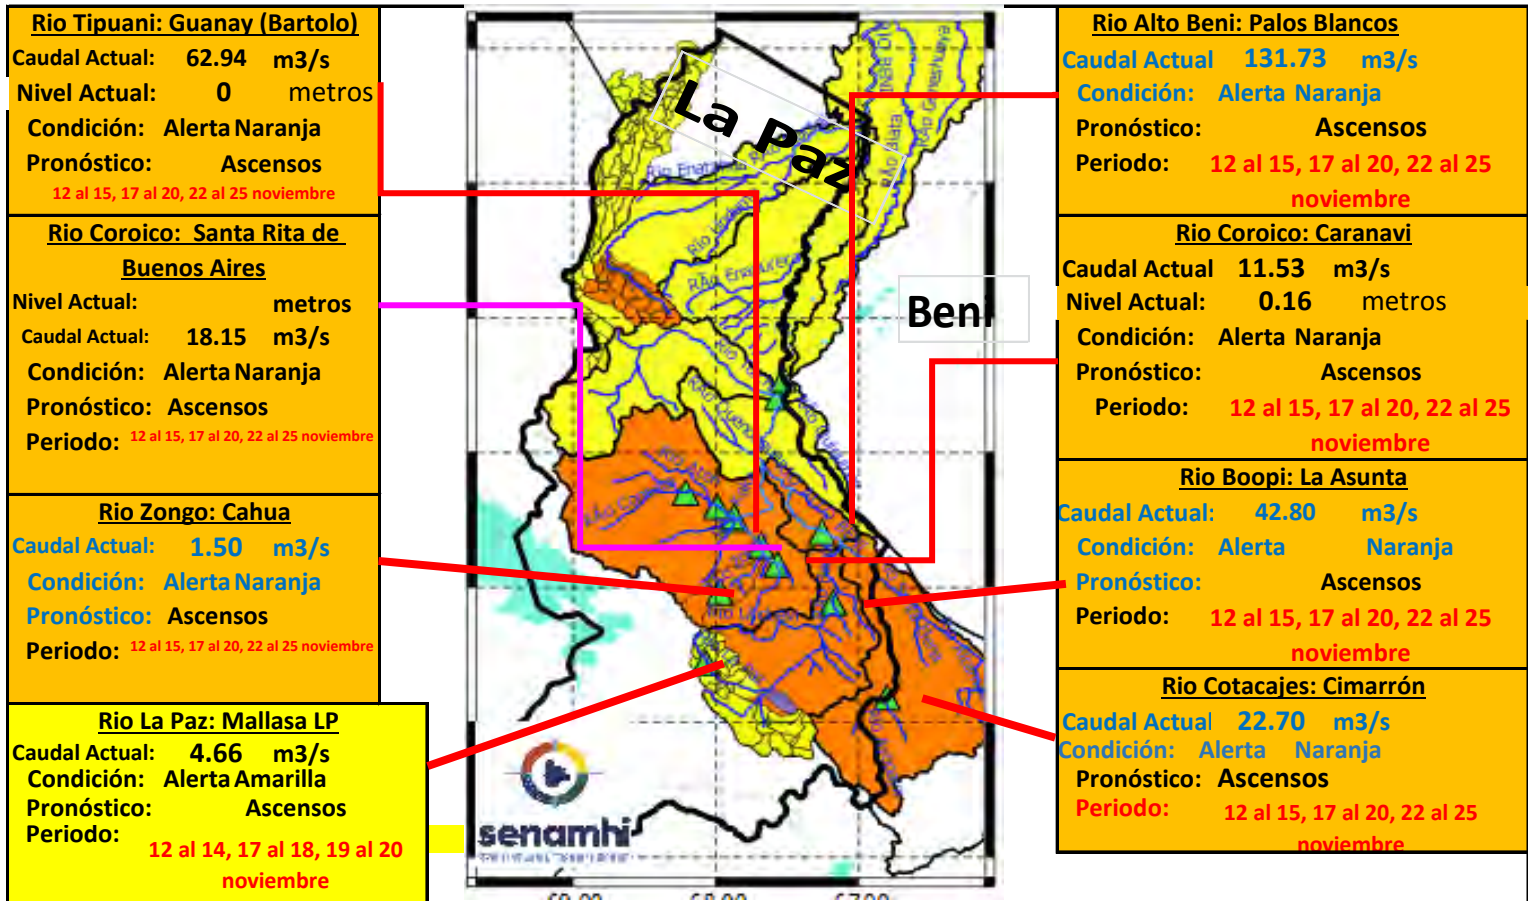 Rio Tipuani: Guanay (Bartolo)
Caudal Actual: 62.94 m3/s
Nivel Actual: 0 metros
Condición: Alerta Naranja
Pronóstico: Ascensos
12 al 15, 17 al 20, 22 al 25 noviembre
Rio Coroico: Santa Rita de
Buenos Aires
Nivel Actual: metros
Caudal Actual: 18.15 m3/s
Condición: Alerta Naranja
Pronóstico: Ascensos
Periodo: 12 al 15, 17 al 20, 22 al 25 noviembre
Rio Zongo: Cahua
Caudal Actual: 1.50 m3/s
Condición: Alerta Naranja
Pronóstico: Ascensos
Periodo: 12 al 15, 17 al 20, 22 al 25 noviembre
Rio La Paz: Mallasa LP
Caudal Actual: 4.66 m3/s
Condición: Alerta Amarilla
Pronóstico: Ascensos
Periodo:
12 al 14, 17 al 18, 19 al 20
noviembre
La Paz
Beni
senamhi
Rio Alto Beni: Palos Blancos
Caudal Actual 131.73 m3/s
Condición: Alerta Naranja
Pronóstico: Ascensos
Periodo: 12 al 15, 17 al 20, 22 al 25
noviembre
Rio Coroico: Caranavi
Caudal Actual 11.53 m3/s
Nivel Actual: 0.16 metros
Condición: Alerta Naranja
Pronóstico: Ascensos
Periodo: 12 al 15, 17 al 20, 22 al 25
noviembre
Rio Boopi: La Asunta
Caudal Actual: 42.80 m3/s
Condición: Alerta Naranja
Pronóstico: Ascensos
Periodo: 12 al 15, 17 al 20, 22 al 25
noviembre
Rio Cotacajes: Cimarrón
Caudal Actual 22.70 m3/s
Condición: Alerta Naranja
Pronóstico: Ascensos
Periodo: 12 al 15, 17 al 20, 22 al 25
noviembre